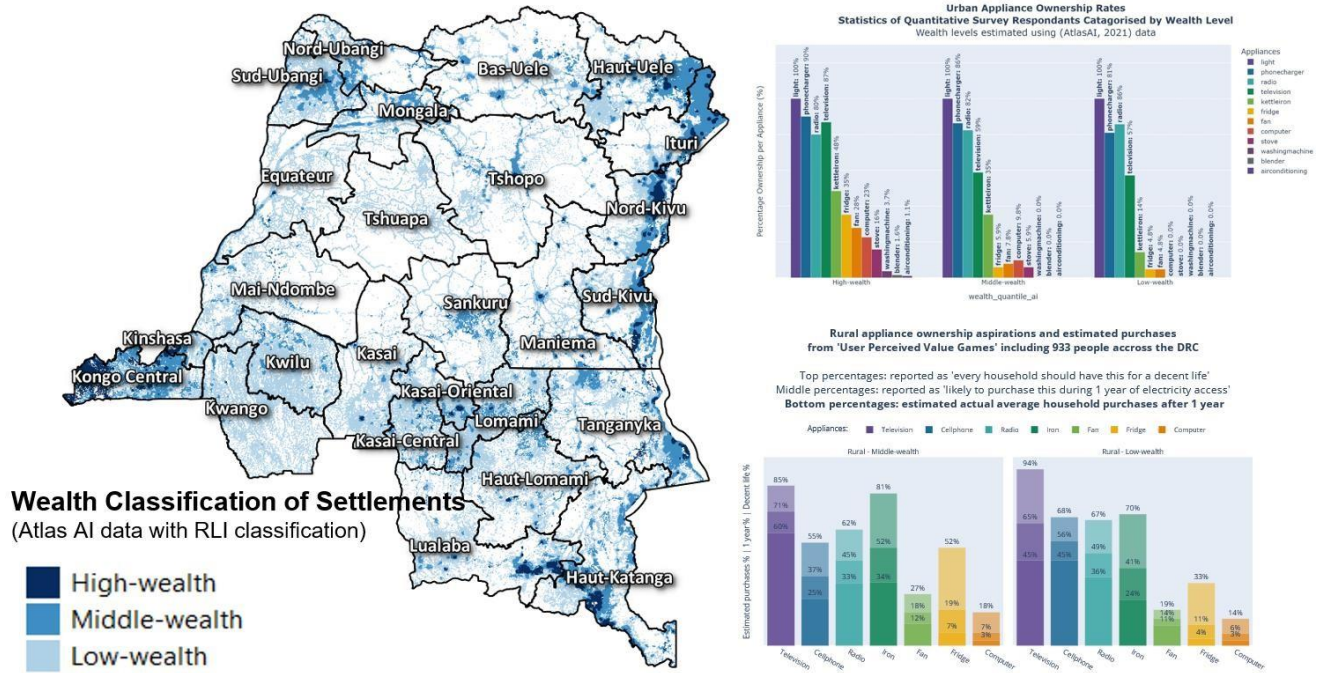 Nord-Ubangi
Sud-Ubangi
Bas-Uele
Haut-Uele
Mongala
Ituri
Equateur
Tshopo
Tshuapa
Nord-Kivu
Mai-Ndombe
Sankuru
Sud-Kivu
Kinshasa
Kasai
Maniema
Kongo Central
Kwilu
Kasai-Oriental
Kwango
Lomami
Tanganyka
Kasai-Central
Haut-Lomami
Lualaba
Haut-Katanga
Wealth Classification of Settlements
(Atlas AI data with RLI classification)
High-wealth
Middle-wealth
Low-wealth
Urban Appliance Ownership Rates
Statistics of Quantitative Survey Respondants Catagorised by Wealth Level
Wealth levels estimated using (AtlasAI, 2021) data
Percentage Ownership per Appliance (%)
light: 100%
phonecharger: 90%
radio: 80%
television: 87%
kettleiron: 48%
fridge: 35%
fan: 28%
computer: 23%
stove: 16%
washingmachine: 3.7%
blender: 1.6%
airconditioning: 1.1%
High-wealth
light: 100%
phonecharger: 86%
radio: 82%
television: 59%
kettleiron: 35%
fridge: 5.9%
fan: 7.8%
computer: 9.8%
stove: 5.9%
washingmachine: 0.0%
blender: 0.0%
airconditioning: 0.0%
Middle-wealth
light: 100%
phonecharger: 81%
radio: 86%
television: 57%
kettleiron: 14%
fridge: 4.8%
fan: 4.8%
computer: 0.0%
stove: 0.0%
washingmachine: 0.0%
blender: 0.0%
airconditioning: 0.0%
Low-wealth
wealth_quantile_ai
Appliances
light
phonecharger
radio
television
kettleiron
fridge
fan
computer
stove
washingmachine
blender
airconditioning
Rural appliance ownership aspirations and estimated purchases
from 'User Perceived Value Games' including 933 people accross the DRC
Top percentages: reported as 'every household should have this for a decent life'
Middle percentages: reported as 'likely to purchase this during 1 year of electricity access'
Bottom percentages: estimated actual average household purchases after 1 year
Appliances: Television Cellphone Radio Iron Fan Fridge Computer
Estimated purchases % | 1 year% | Decent life %
Rural - Middle-wealth
85% 71% 60%
55% 37% 25%
62% 45% 33%
81% 52% 34%
27% 18% 12%
52% 19% 7%
18% 7% 3%
Television Cellphone Radio Iron Fan Fridge Computer
Rural - Low-wealth
94% 65% 45%
68% 56% 45%
67% 49% 36%
70% 41% 24%
19% 14% 11%
33% 11% 4%
14% 6% 3%
Television Cellphone Radio Iron Fan Fridge Computer